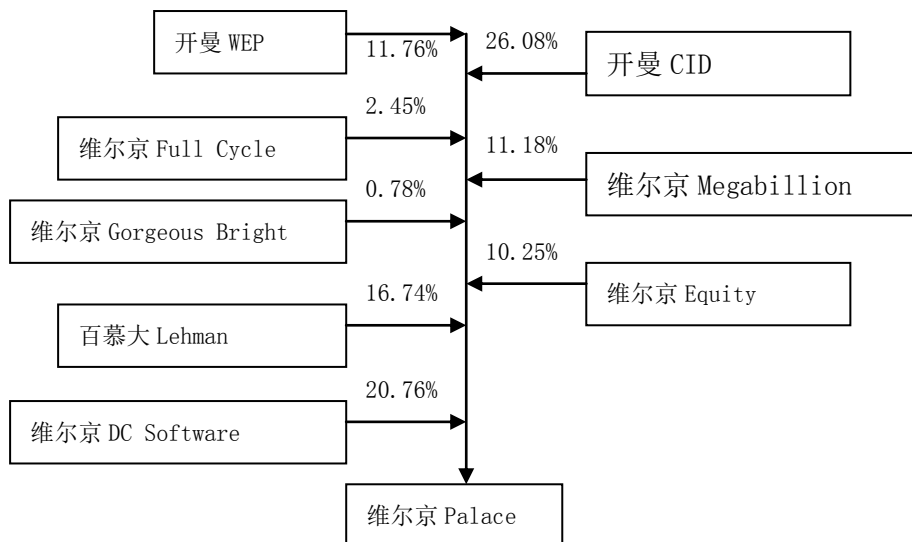 开曼 WEP
11.76%
26.08%
开曼 CID
2.45%
维尔京 Full Cycle
11.18%
维尔京 Megabillion
0.78%
维尔京 Gorgeous Bright
10.25%
维尔京 Equity
16.74%
百慕大 Lehman
20.76%
维尔京 DC Software
维尔京 Palace